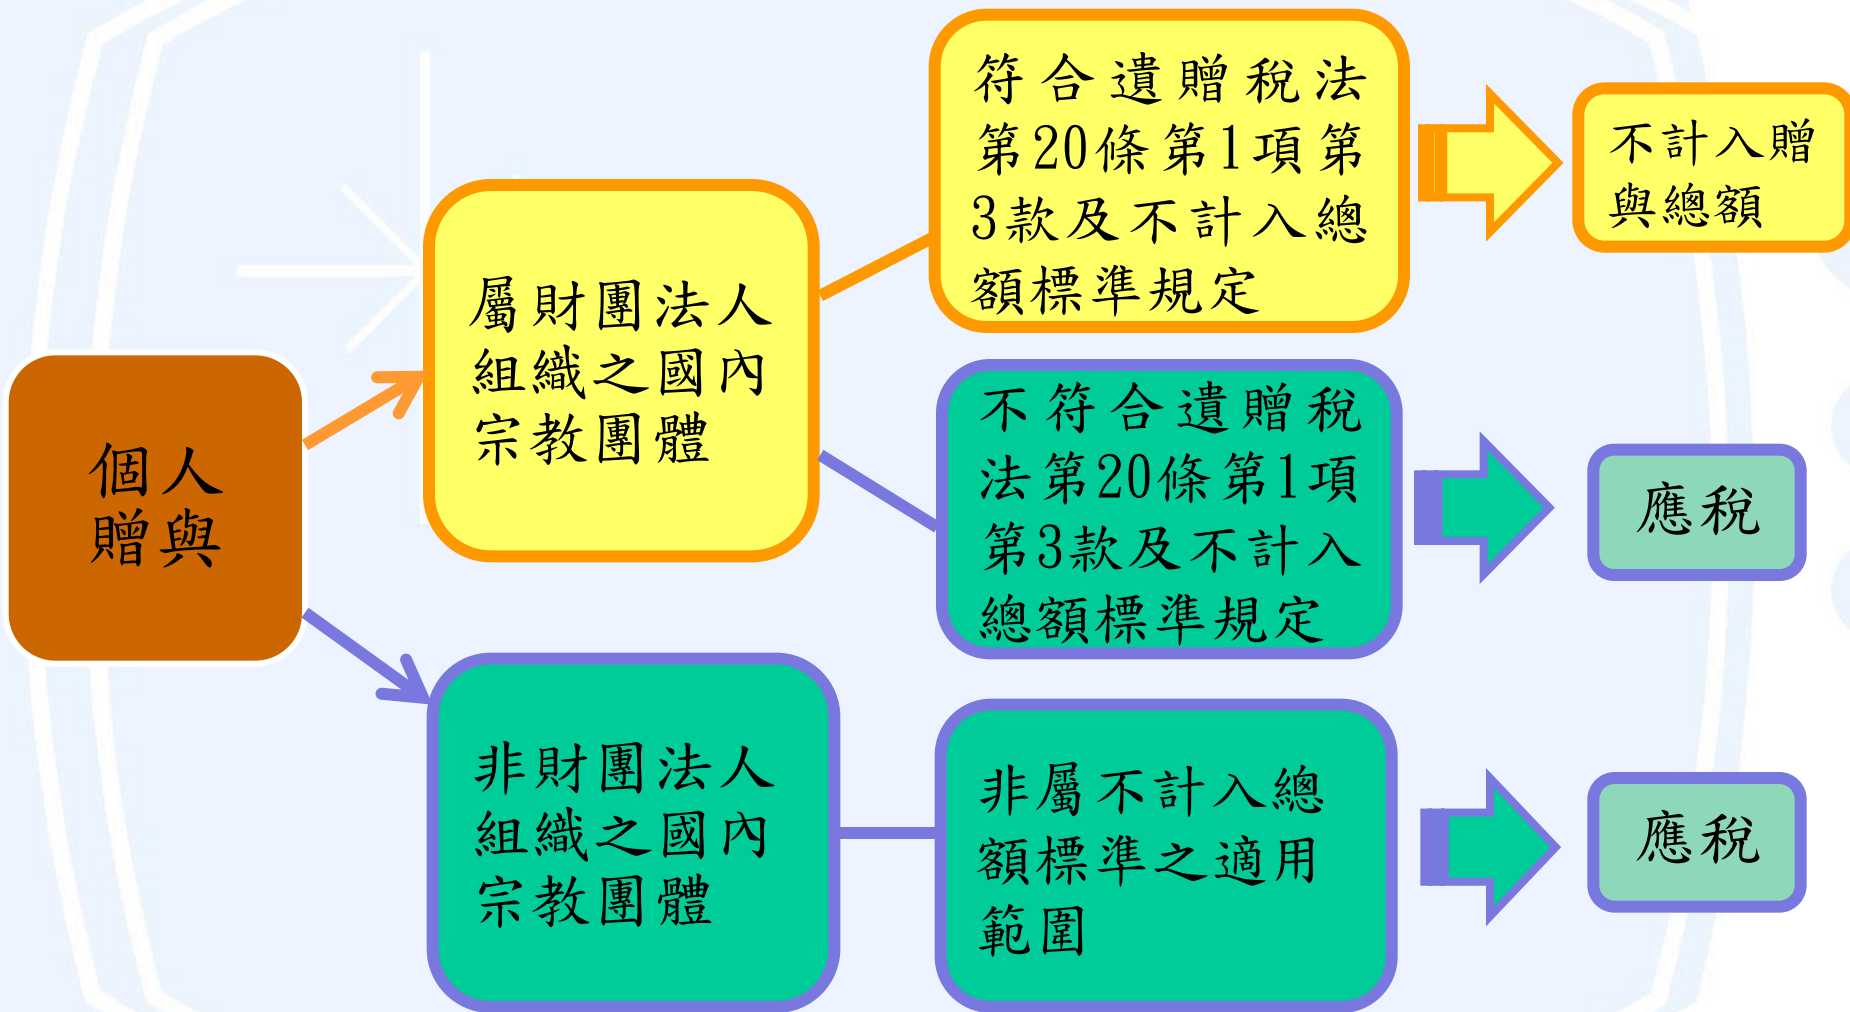 個人
贈與
屬財團法人
組織之國內
宗教團體
符合遺贈稅法
第20條第1項第
3款及不計入總
額標準規定
不計入贈
與總額
不符合遺贈稅
法第20條第1項
第3款及不計入
總額標準規定
應稅
非財團法人
組織之國內
宗教團體
非屬不計入總
額標準之適用
範圍
應稅